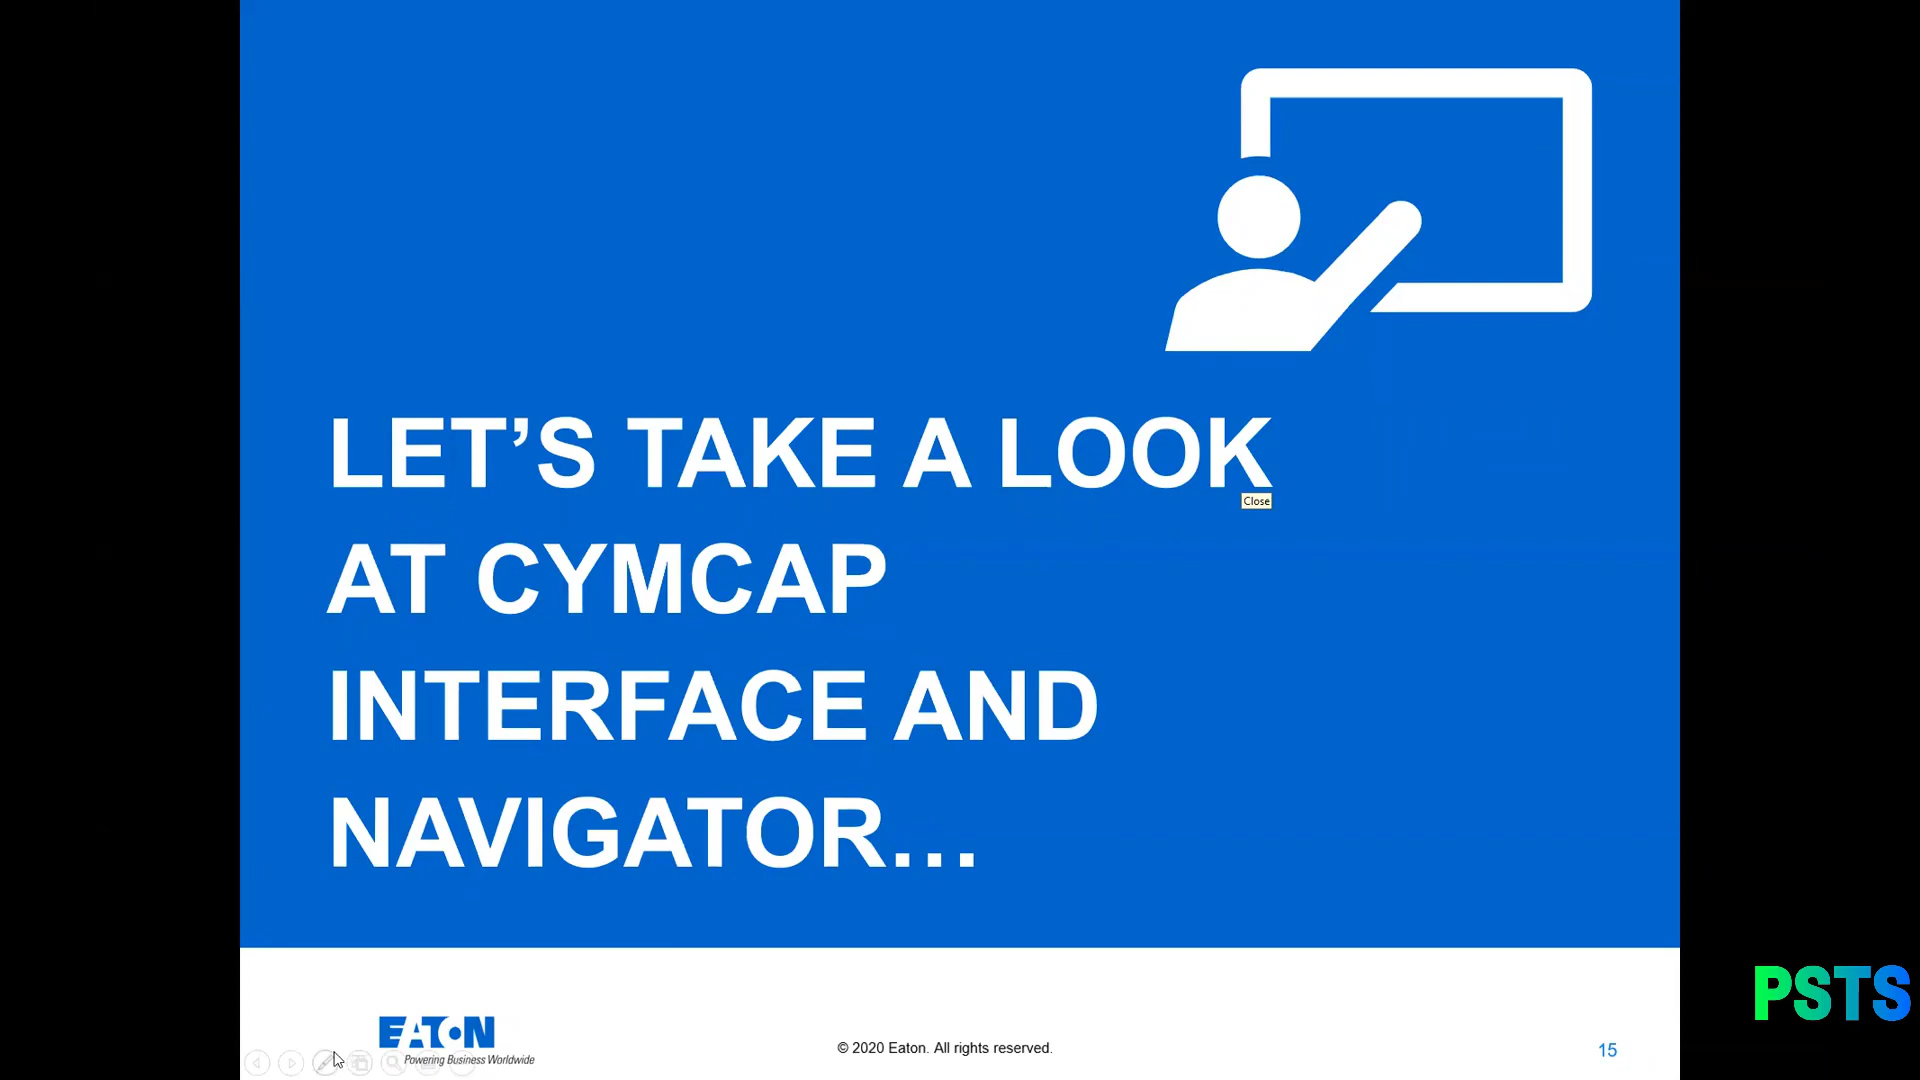 LET’S TAKE A LOOK
Close
AT CYMCAP
INTERFACE AND
NAVIGATOR…
EATON
Powering Business Worldwide
© 2020 Eaton. All rights reserved.
15
PSTS